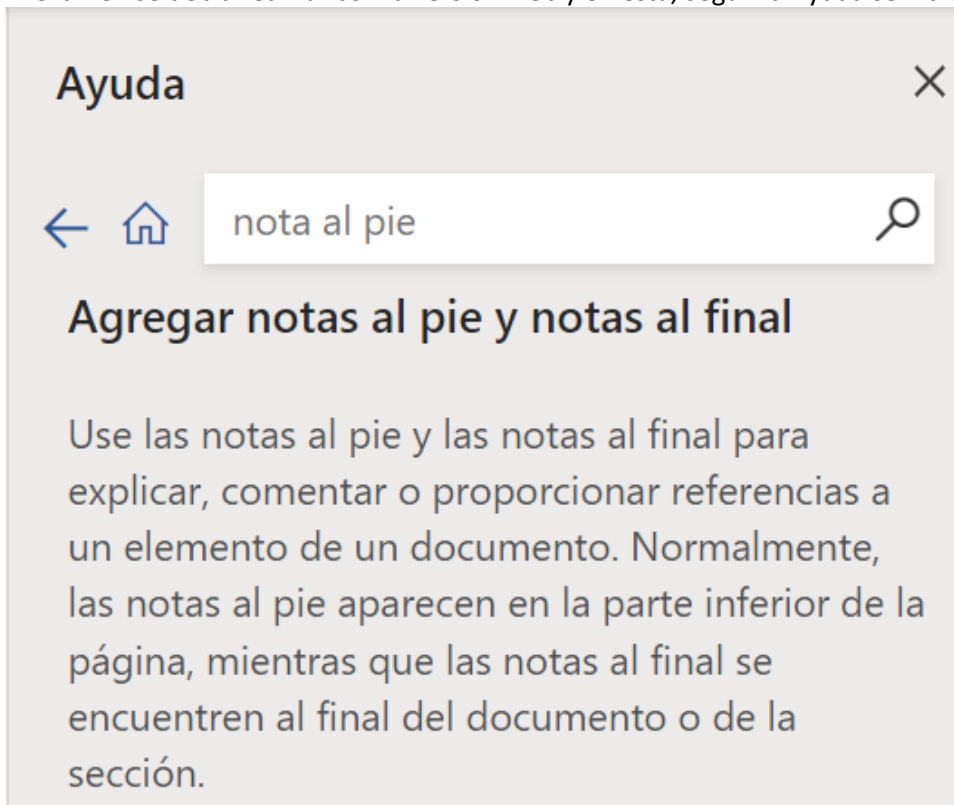 Ayuda
nota al pie
Agregar notas al pie y notas al final
Use las notas al pie y las notas al final para
explicar, comentar o proporcionar referencias a
un elemento de un documento. Normalmente,
las notas al pie aparecen en la parte inferior de la
página, mientras que las notas al final se
encuentren al final del documento o de la
sección.